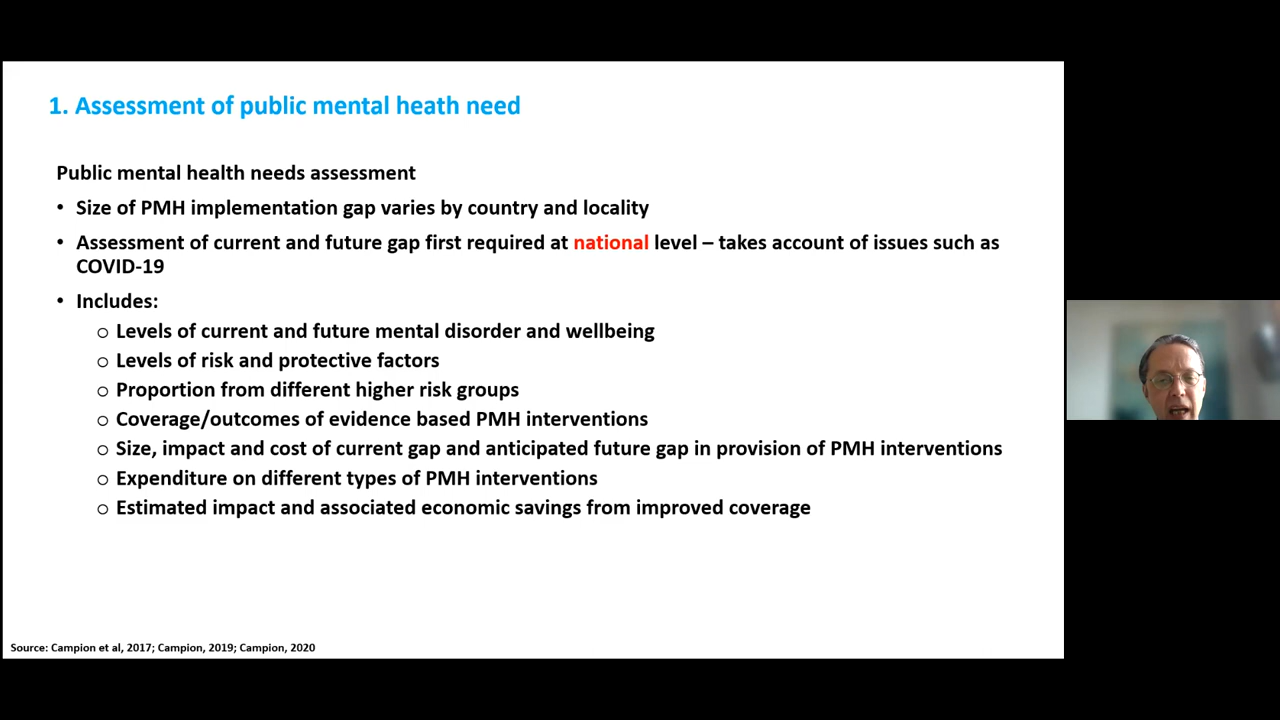 1. Assessment of public mental heath need
Public mental health needs assessment
• Size of PMH implementation gap varies by country and locality
• Assessment of current and future gap first required at national level – takes account of issues such as
COVID-19
• Includes:
o Levels of current and future mental disorder and wellbeing
o Levels of risk and protective factors
o Proportion from different higher risk groups
o Coverage/outcomes of evidence based PMH interventions
o Size, impact and cost of current gap and anticipated future gap in provision of PMH interventions
o Expenditure on different types of PMH interventions
o Estimated impact and associated economic savings from improved coverage
Source: Campion et al, 2017; Campion, 2019; Campion, 2020